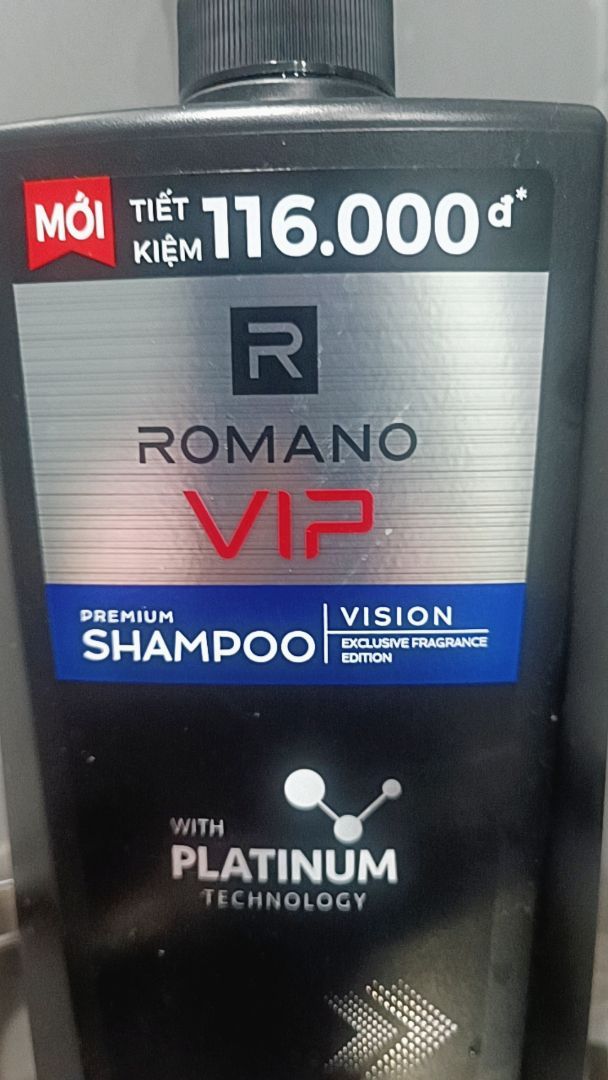 MỚI
TIẾT
KIỆM
116.000đ*
R
ROMANO
VIP
PREMIUM
SHAMPOO
VISION
EXCLUSIVE FRAGRANCE
EDITION
WITH
PLATINUM
TECHNOLOGY